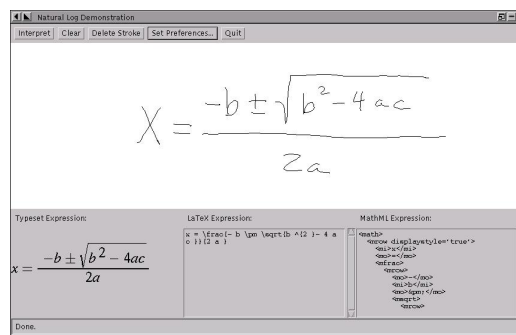 Natural Log Demonstration
Interpret Clear Delete Stroke Set Preferences... Quit
X = -b ± √b² - 4ac
2a
Typeset Expression:
x = -b ± √b² - 4ac
2a
LaTeX Expression:
x = \frac{- b \pm \sqrt{b ^{2 }- 4 a
c }}{2 a }
MathML Expression:
<math>
<mrow displaystyle='true'>
<mi>x</mi>
<mo>=</mo>
<mfrac>
<mrow>
<mo>-</mo>
<mi>b</mi>
<mo>&pm;</mo>
<msqrt>
<mrow>
Done.